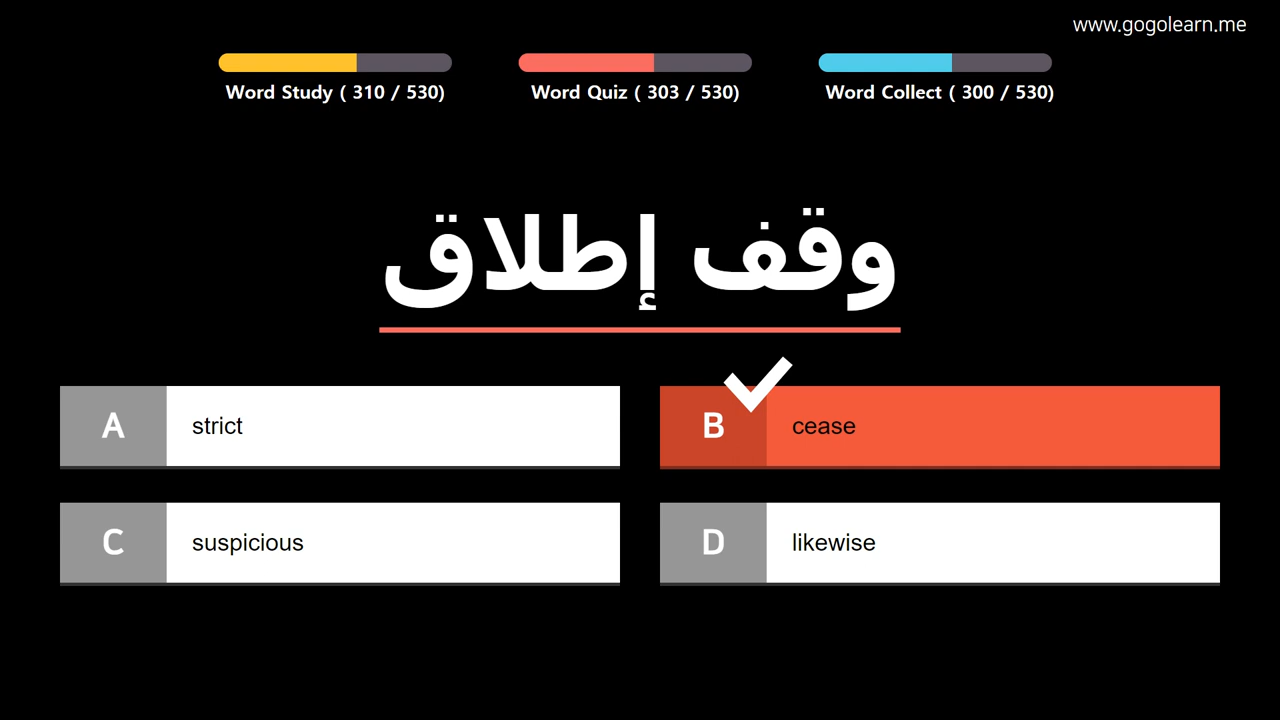 www.gogolearn.me
Word Study ( 310 / 530)
Word Quiz ( 303 / 530)
Word Collect ( 300 / 530)
وقف إطلاق
A strict
B cease
C suspicious
D likewise